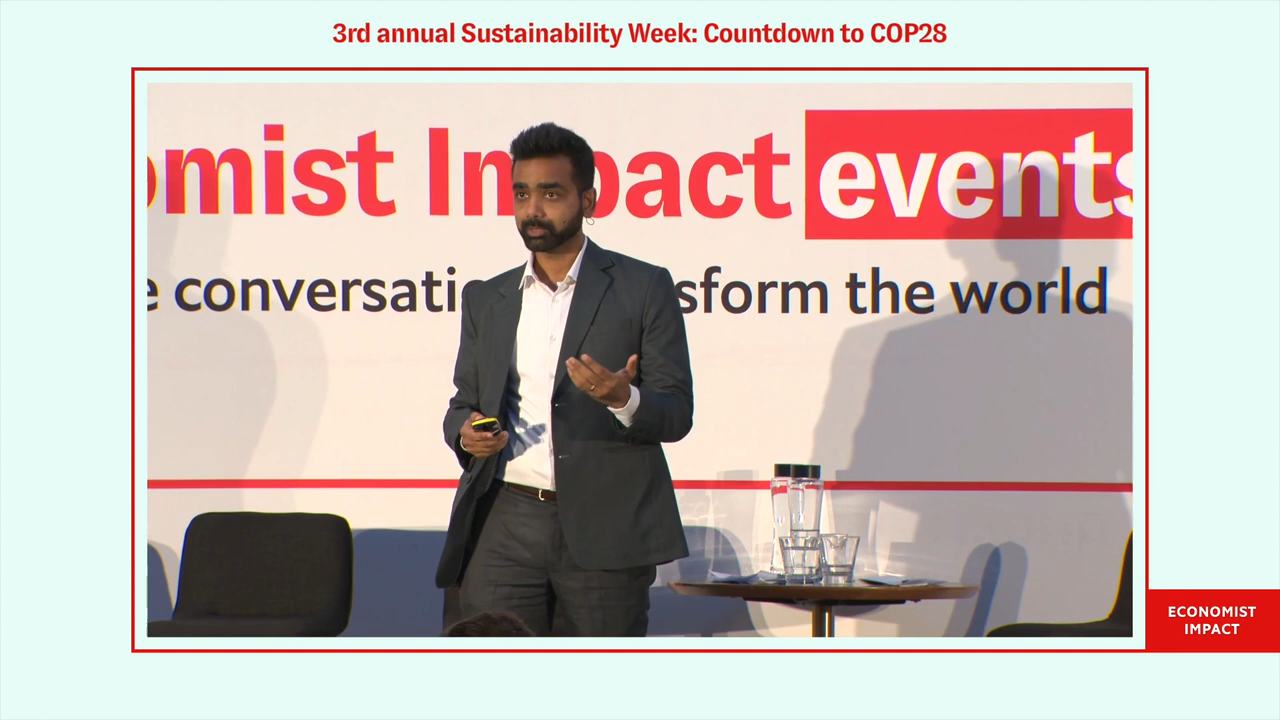 3rd annual Sustainability Week: Countdown to COP28
omist Impact events
e conversati sform the world
ECONOMIST
IMPACT